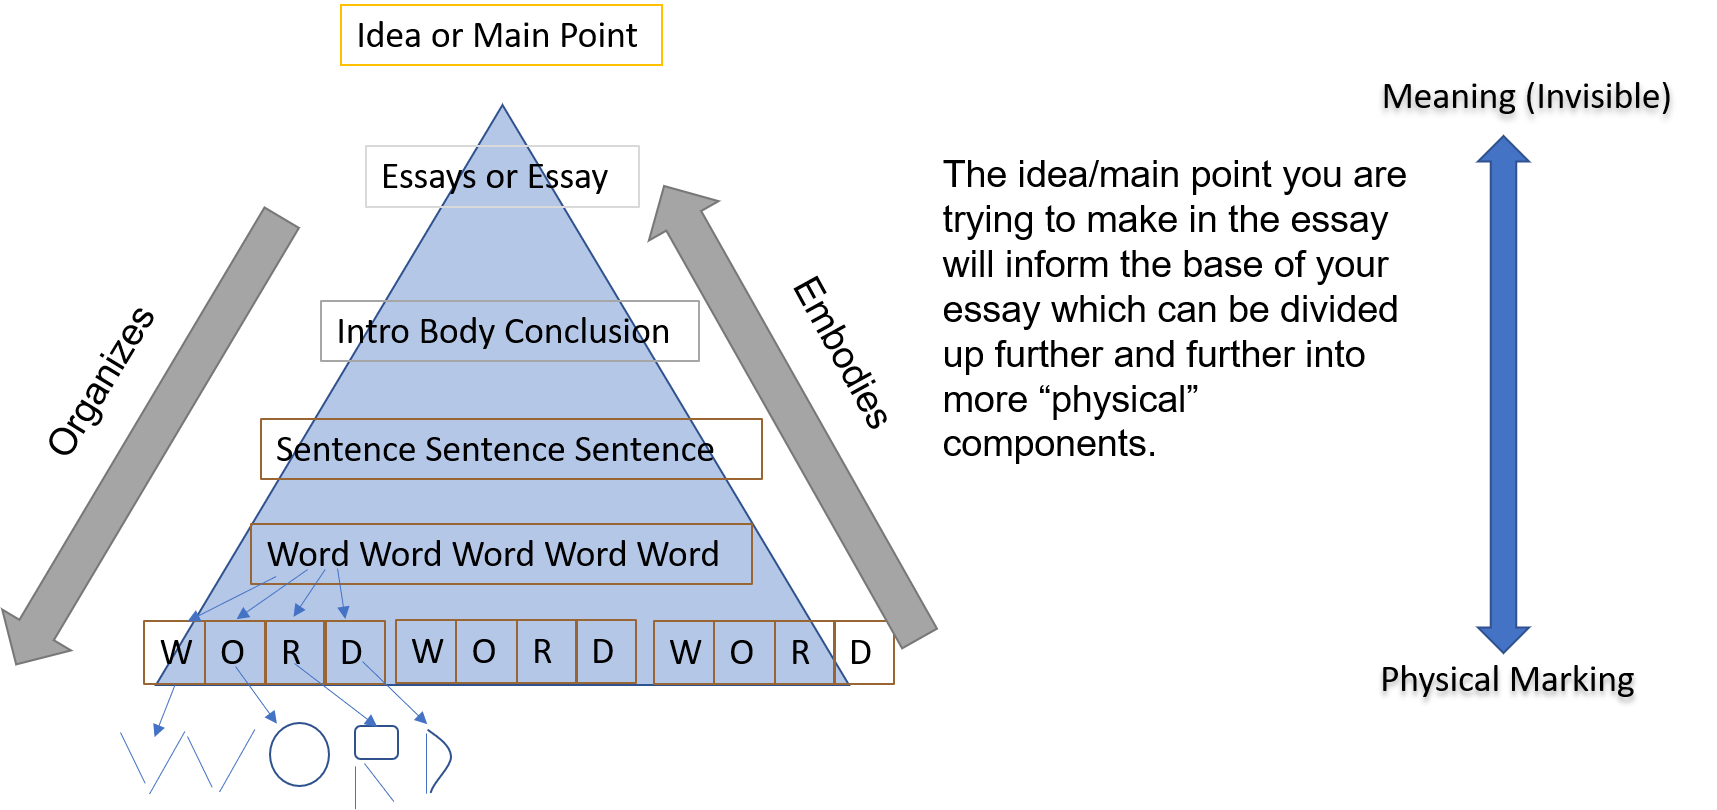 Idea or Main Point
Essays or Essay
Intro Body Conclusion
Sentence Sentence Sentence
Word Word Word Word Word
W O R D W O R D W O R D
Organizes
Embodies
The idea/main point you are
trying to make in the essay
will inform the base of your
essay which can be divided
up further and further into
more “physical”
components.
Meaning (Invisible)
Physical Marking